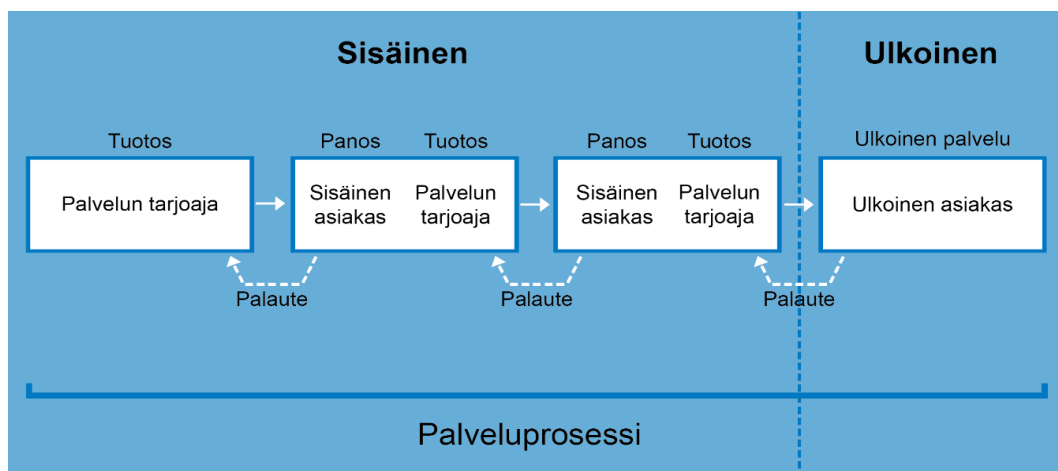 Sisäinen
Ulkoinen
Tuotos
Panos
Tuotos
Panos
Tuotos
Ulkoinen palvelu
Palvelun tarjoaja
Sisäinen
asiakas
Palvelun
tarjoaja
Sisäinen
asiakas
Palvelun
tarjoaja
Ulkoinen asiakas
Palaute
Palaute
Palaute
Palveluprosessi